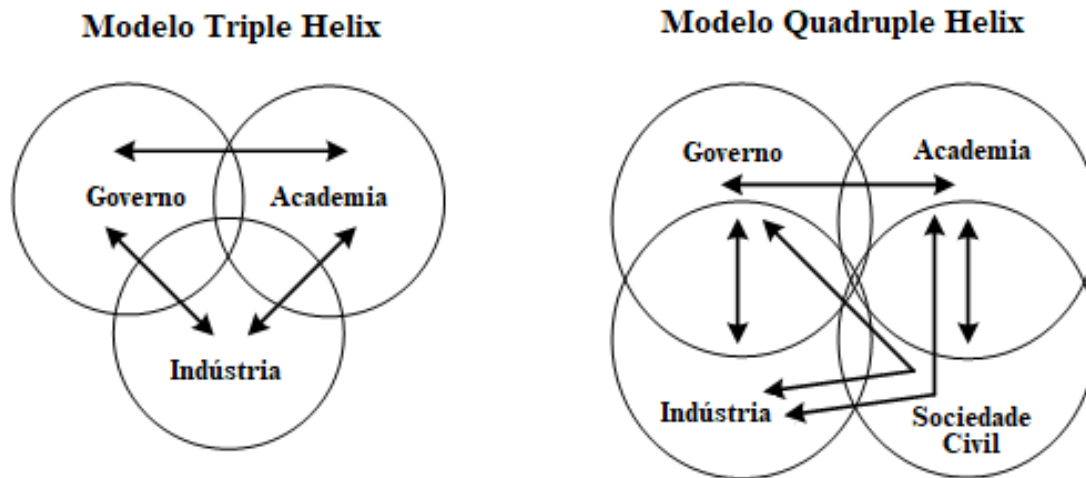 Modelo Triple Helix
Governo
Academia
Indústria
Modelo Quadruple Helix
Governo
Academia
Indústria
Sociedade
Civil